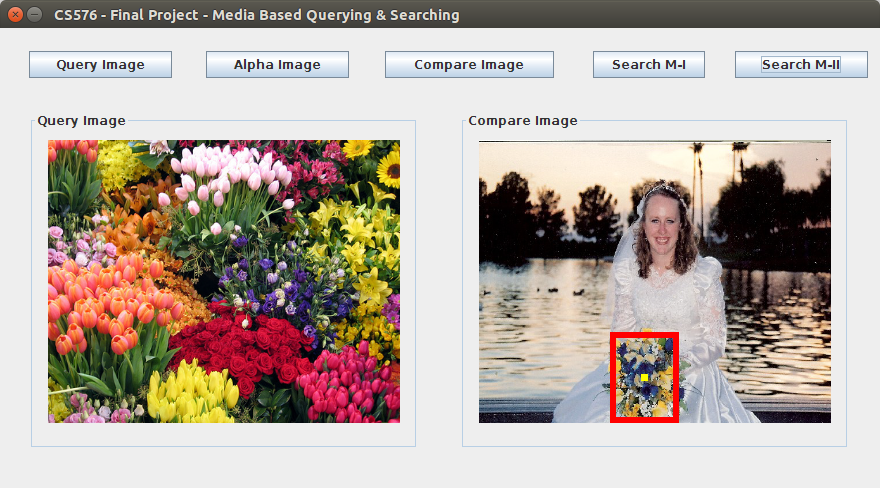 CS576 - Final Project - Media Based Querying & Searching
Query Image
Alpha Image
Compare Image
Search M-I
Search M-II
Query Image
Compare Image